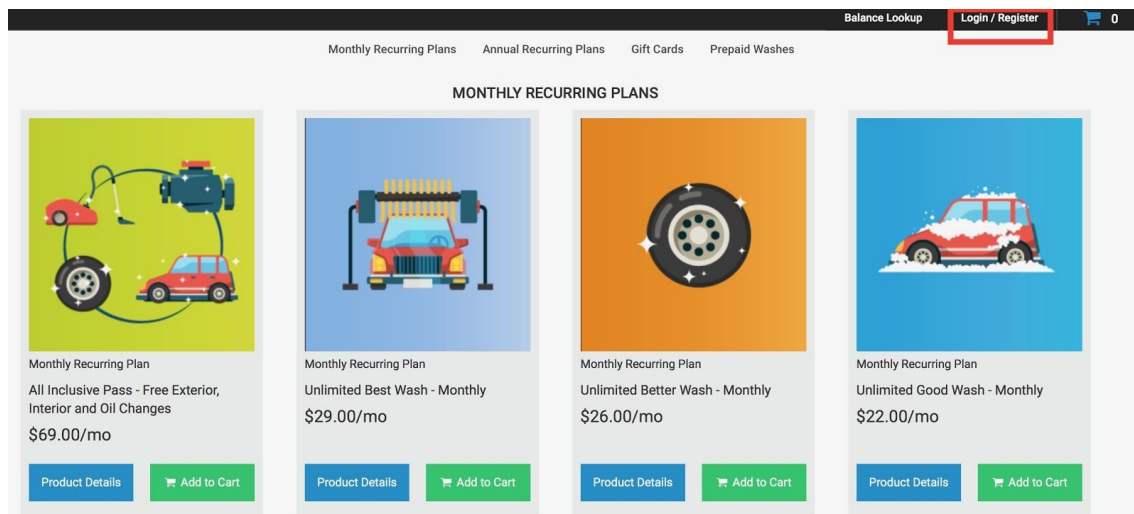 Balance Lookup Login / Register 0
Monthly Recurring Plans Annual Recurring Plans Gift Cards Prepaid Washes
MONTHLY RECURRING PLANS
Monthly Recurring Plan
All Inclusive Pass - Free Exterior,
Interior and Oil Changes
$69.00/mo
Product Details Add to Cart
Monthly Recurring Plan
Unlimited Best Wash - Monthly
$29.00/mo
Product Details Add to Cart
Monthly Recurring Plan
Unlimited Better Wash - Monthly
$26.00/mo
Product Details Add to Cart
Monthly Recurring Plan
Unlimited Good Wash - Monthly
$22.00/mo
Product Details Add to Cart